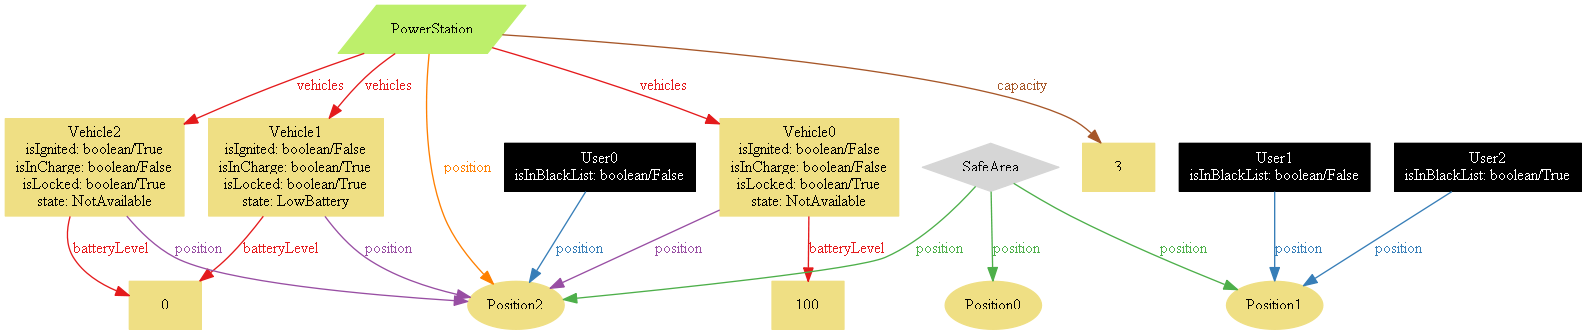 PowerStation
vehicles
vehicles
vehicles
capacity
Vehicle2
isIgnited: boolean/True
isInCharge: boolean/False
isLocked: boolean/True
state: NotAvailable
Vehicle1
isIgnited: boolean/False
isInCharge: boolean/True
isLocked: boolean/True
state: LowBattery
position
User0
isInBlackList: boolean/False
Vehicle0
isIgnited: boolean/False
isInCharge: boolean/False
isLocked: boolean/True
state: NotAvailable
SafeArea
3
User1
isInBlackList: boolean/False
User2
isInBlackList: boolean/True
batteryLevel
position
batteryLevel
position
position
position
batteryLevel
position
position
position
position
position
0
Position2
100
Position0
Position1